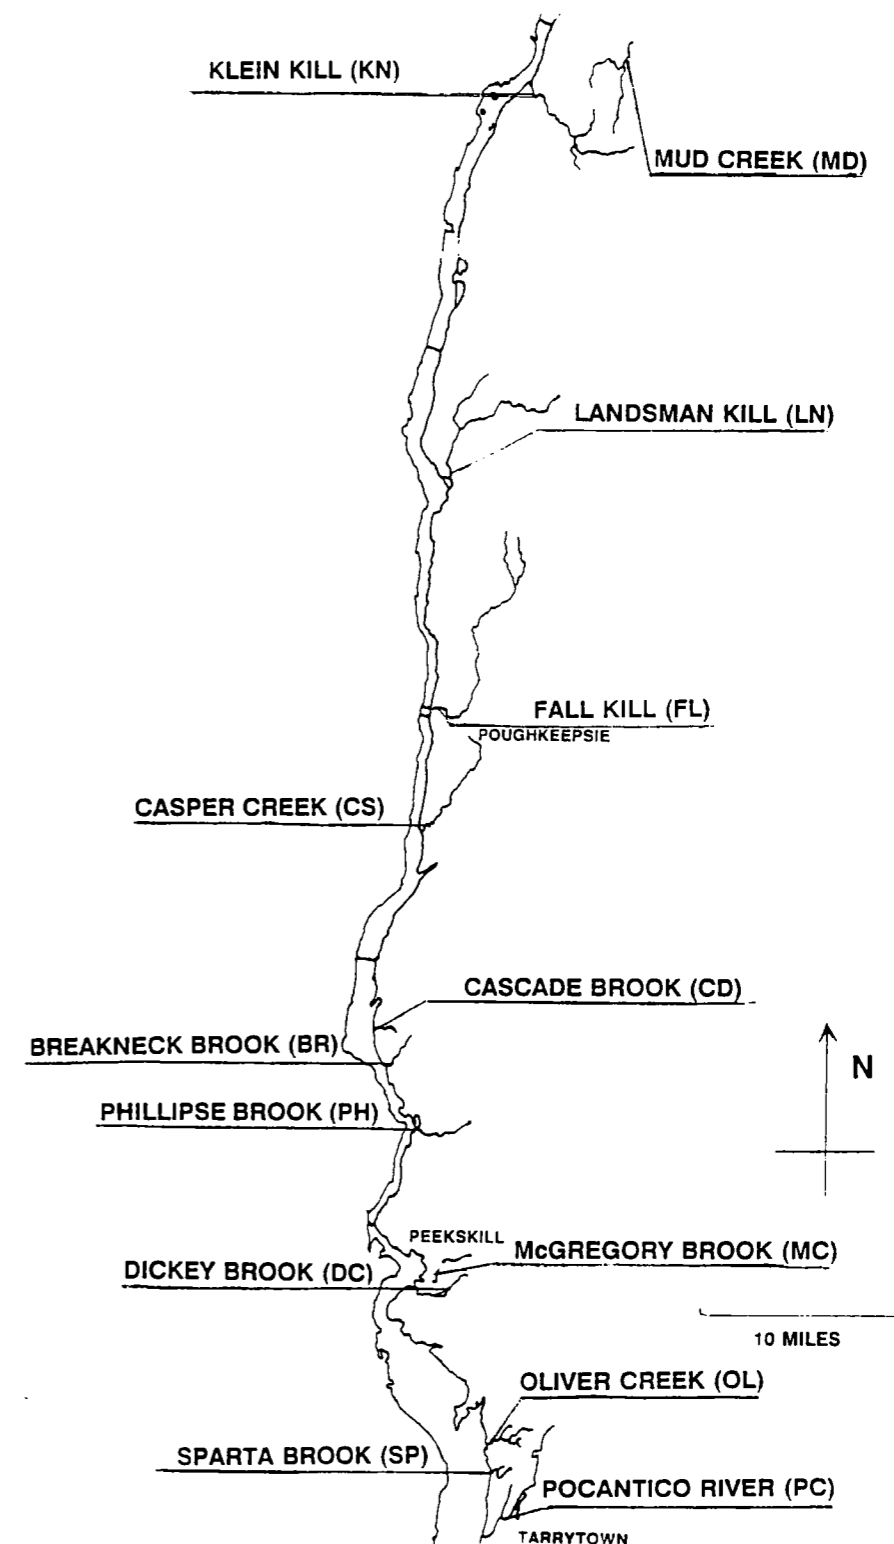 KLEIN KILL (KN)
MUD CREEK (MD)
LANDSMAN KILL (LN)
FALL KILL (FL)
POUGHKEEPSIE
CASPER CREEK (CS)
CASCADE BROOK (CD)
BREAKNECK BROOK (BR)
N
PHILLIPSE BROOK (PH)
PEEKSKILL
McGREGORY BROOK (MC)
DICKEY BROOK (DC)
10 MILES
OLIVER CREEK (OL)
SPARTA BROOK (SP)
POCANTICO RIVER (PC)
TARRYTOWN